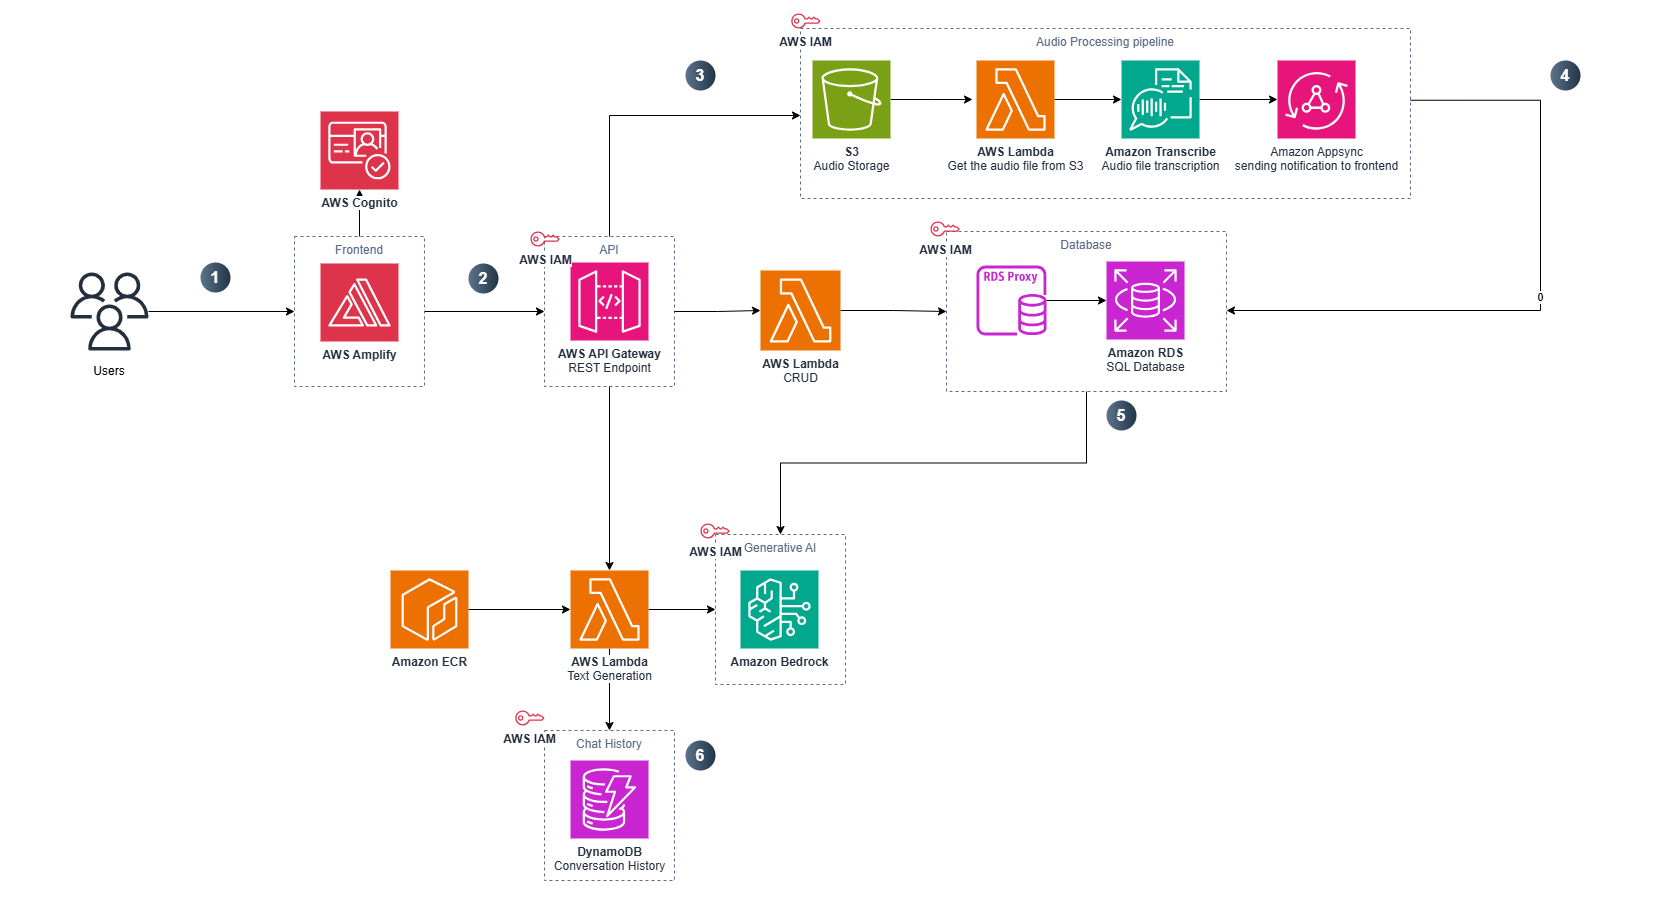 AWS IAM
Audio Processing pipeline
3
4
S3
Audio Storage
AWS Lambda
Get the audio file from S3
Amazon Transcribe
Audio file transcription
Amazon Appsync
sending notification to frontend
AWS Cognito
Frontend
AWS Amplify
1
Users
2
AWS IAM
API
AWS API Gateway
REST Endpoint
AWS Lambda
CRUD
AWS IAM
Database
RDS Proxy
Amazon RDS
SQL Database
0
5
AWS IAM
Generative AI
Amazon Bedrock
Amazon ECR
AWS Lambda
Text Generation
AWS IAM
Chat History
6
DynamoDB
Conversation History